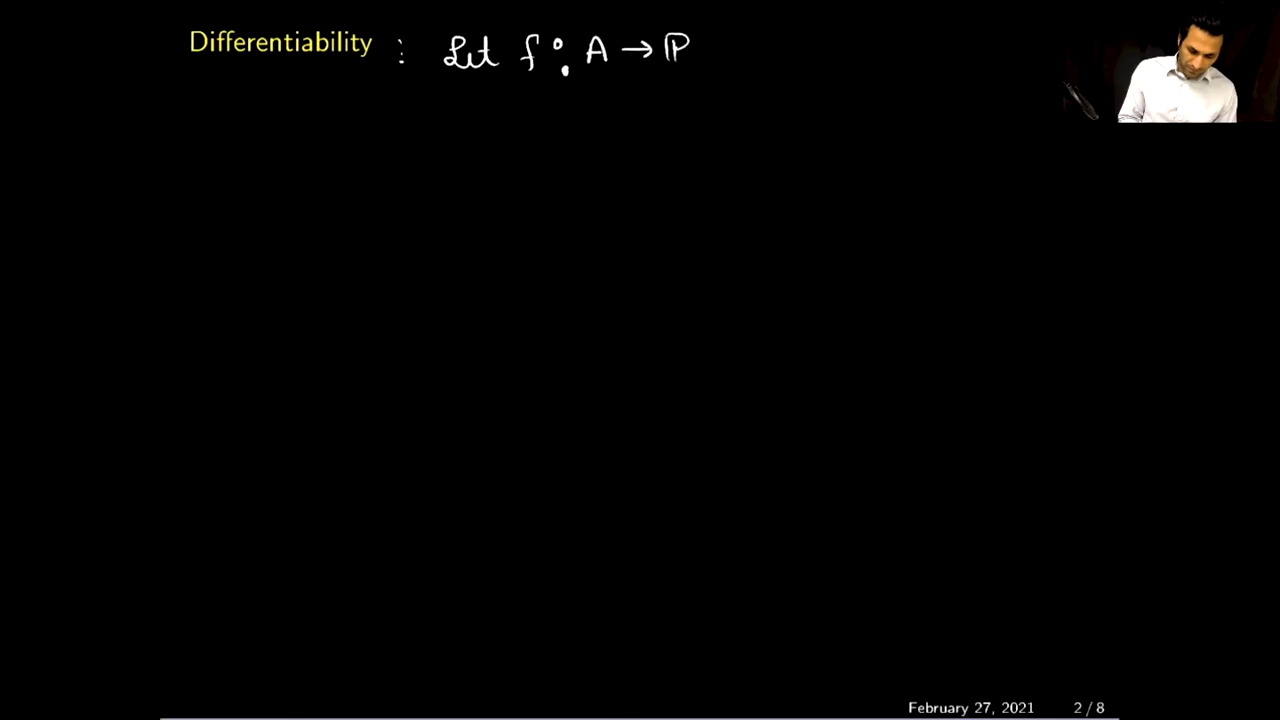 Differentiability : Let f : A → ℙ
February 27, 2021 2 / 8